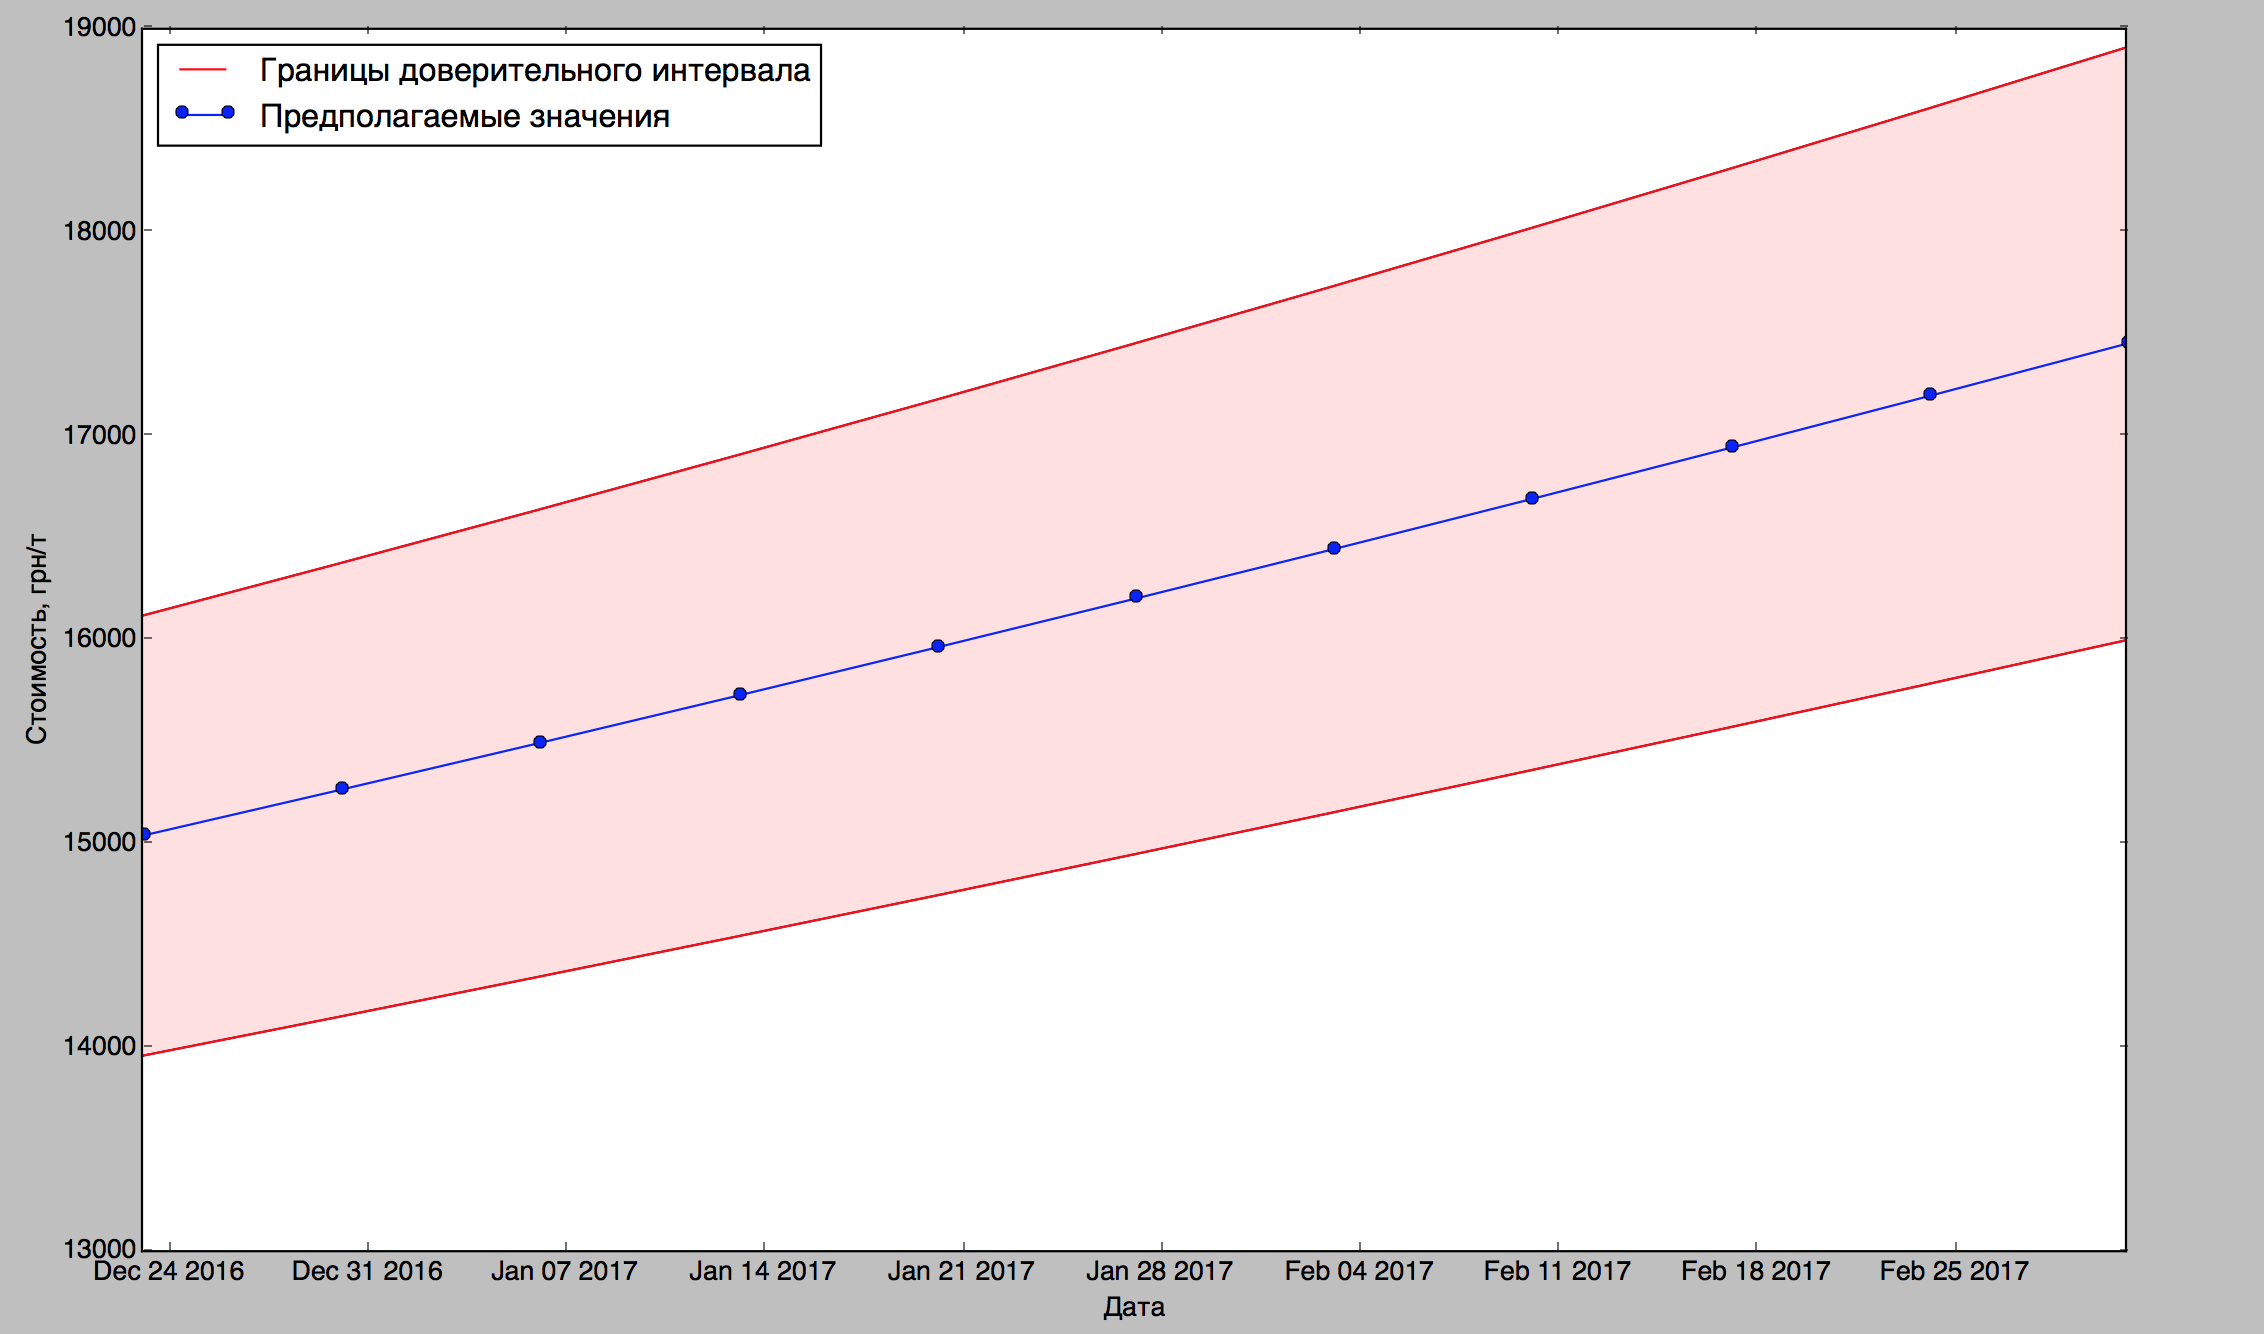 19000
Границы доверительного интервала
Предполагаемые значения
18000
17000
16000
15000
14000
13000
Стоимость, грн/т
Dec 24 2016 Dec 31 2016 Jan 07 2017 Jan 14 2017 Jan 21 2017 Jan 28 2017 Feb 04 2017 Feb 11 2017 Feb 18 2017 Feb 25 2017
Дата